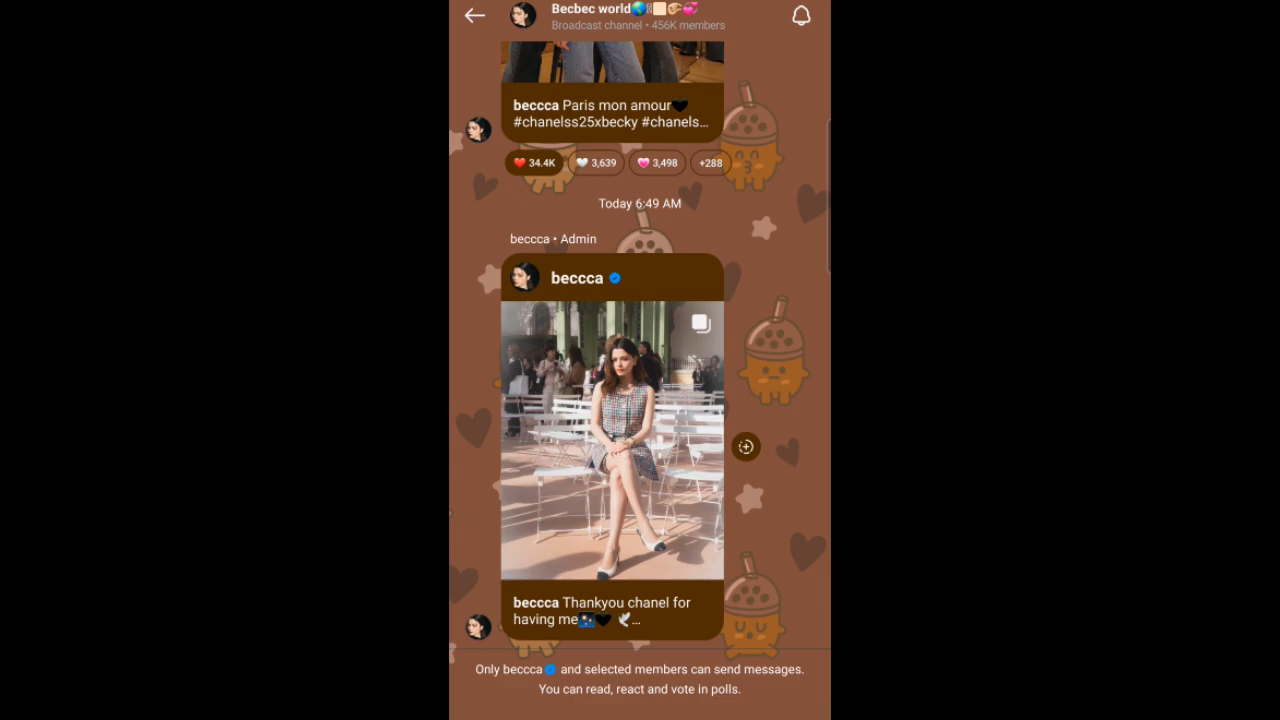 Becbec world🌏
Broadcast channel • 456K members
beccca Paris mon amour🖤
#chanelss25xbecky #chanels...
❤️ 34.4K 🤍 3,639 💗 3,498 +288
Today 6:49 AM
beccca • Admin
beccca
beccca Thankyou chanel for
having me🌌🖤 🕊️...
Only beccca and selected members can send messages.
You can read, react and vote in polls.